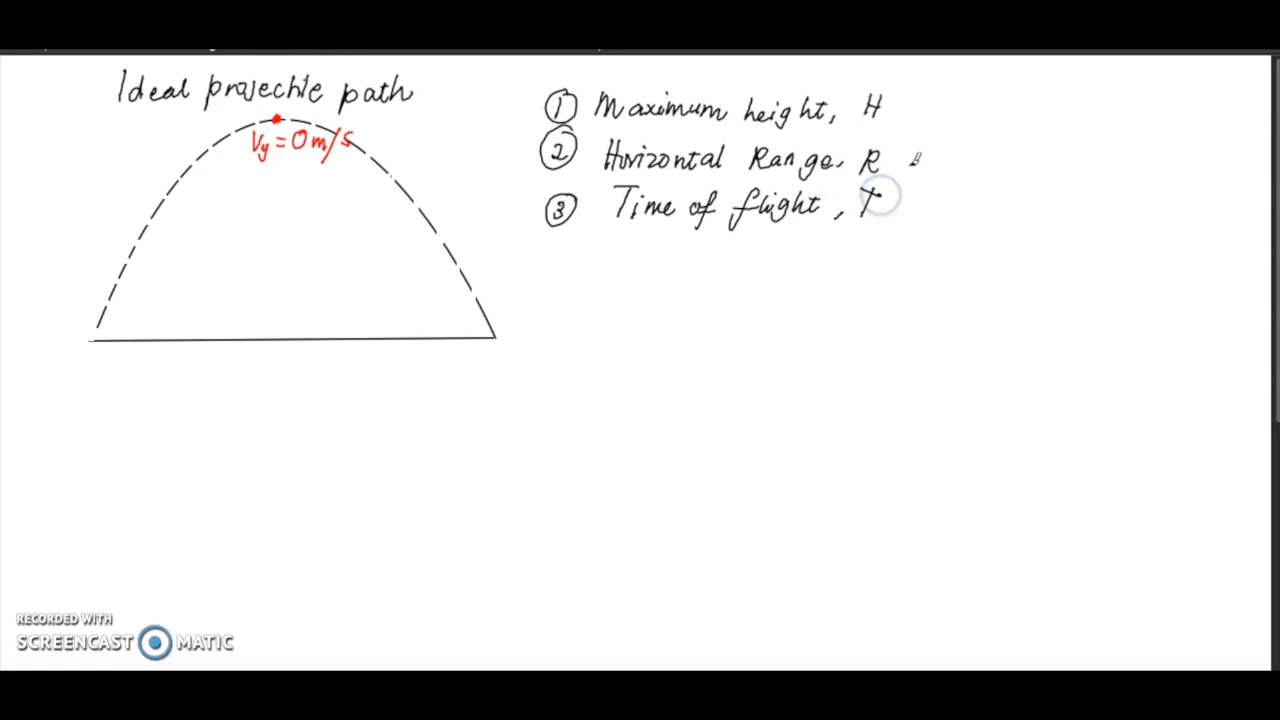 Ideal projectile path
Vy = 0 m/s
① Maximum height, H
② Horizontal Range, R
③ Time of flight, T
RECORDED WITH
SCREENCAST MATIC